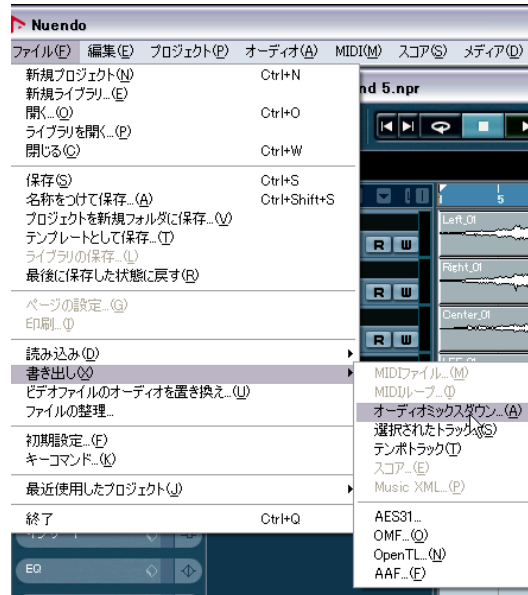 Nuendo
ファイル(F) 編集(E) プロジェクト(P) オーディオ(A) MIDI(M) スコア(S) メディア(D)
新規プロジェクト(N) Ctrl+N
新規ライブラリ...(E)
開く...(O) Ctrl+O
ライブラリを開く...(P)
閉じる(C) Ctrl+W
保存(S) Ctrl+S
名称をつけて保存...(A) Ctrl+Shift+S
プロジェクトを新規フォルダに保存...(V)
テンプレートとして保存...(T)
ライブラリの保存...(L)
最後に保存した状態に戻す(R)
ページの設定...(G)
印刷...(I)
読み込み(D)
書き出し(X)
ビデオファイルのオーディオを置き換え...(U)
ファイルの整理...
初期設定...(F)
キーコマンド...(K)
最近使用したプロジェクト(J)
終了 Ctrl+Q
nd 5.npr
5
Left_01
R W
Right_01
R W
Center_01
R W
MIDIファイル...(M)
MIDIループ...(I)
オーディオミックスダウン...(A)
選択されたトラック(S)
テンポトラック(T)
スコア...(E)
Music XML...(P)
AES31...
OMF...(O)
OpenTL...(N)
AAF...(F)
EQ